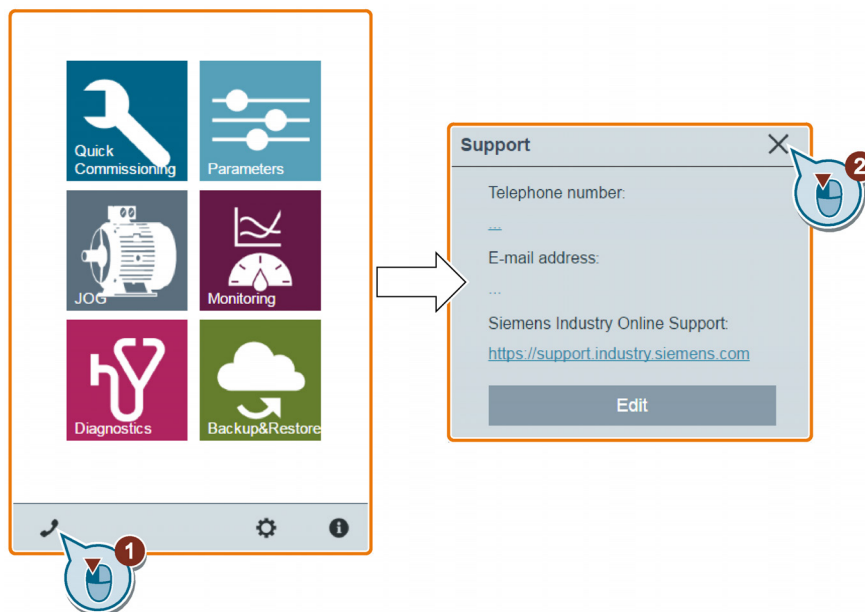 Quick
Commissioning
Parameters
JOG
Monitoring
Diagnostics
Backup&Restore
1
Support
2
Telephone number:
...
E-mail address:
...
Siemens Industry Online Support:
https://support.industry.siemens.com
Edit